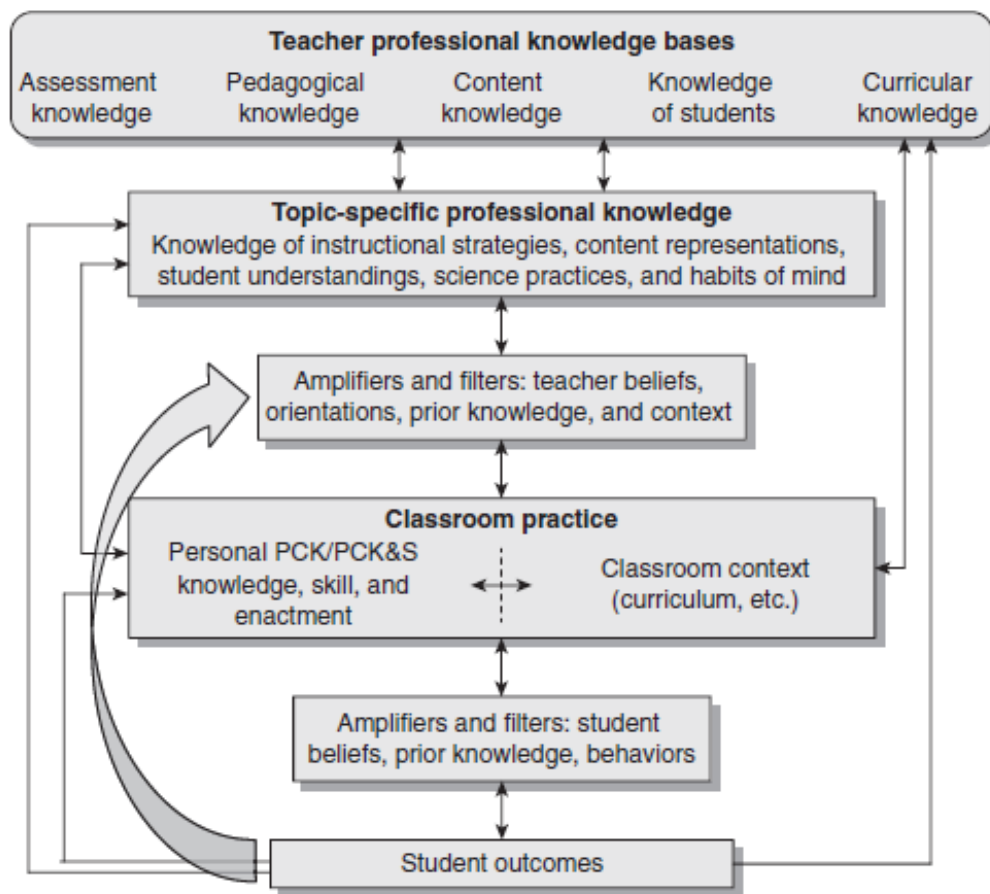 Teacher professional knowledge bases
Assessment knowledge
Pedagogical knowledge
Content knowledge
Knowledge of students
Curricular knowledge
Topic-specific professional knowledge
Knowledge of instructional strategies, content representations,
student understandings, science practices, and habits of mind
Amplifiers and filters: teacher beliefs,
orientations, prior knowledge, and context
Classroom practice
Personal PCK/PCK&S
knowledge, skill, and
enactment
Classroom context
(curriculum, etc.)
Amplifiers and filters: student
beliefs, prior knowledge, behaviors
Student outcomes